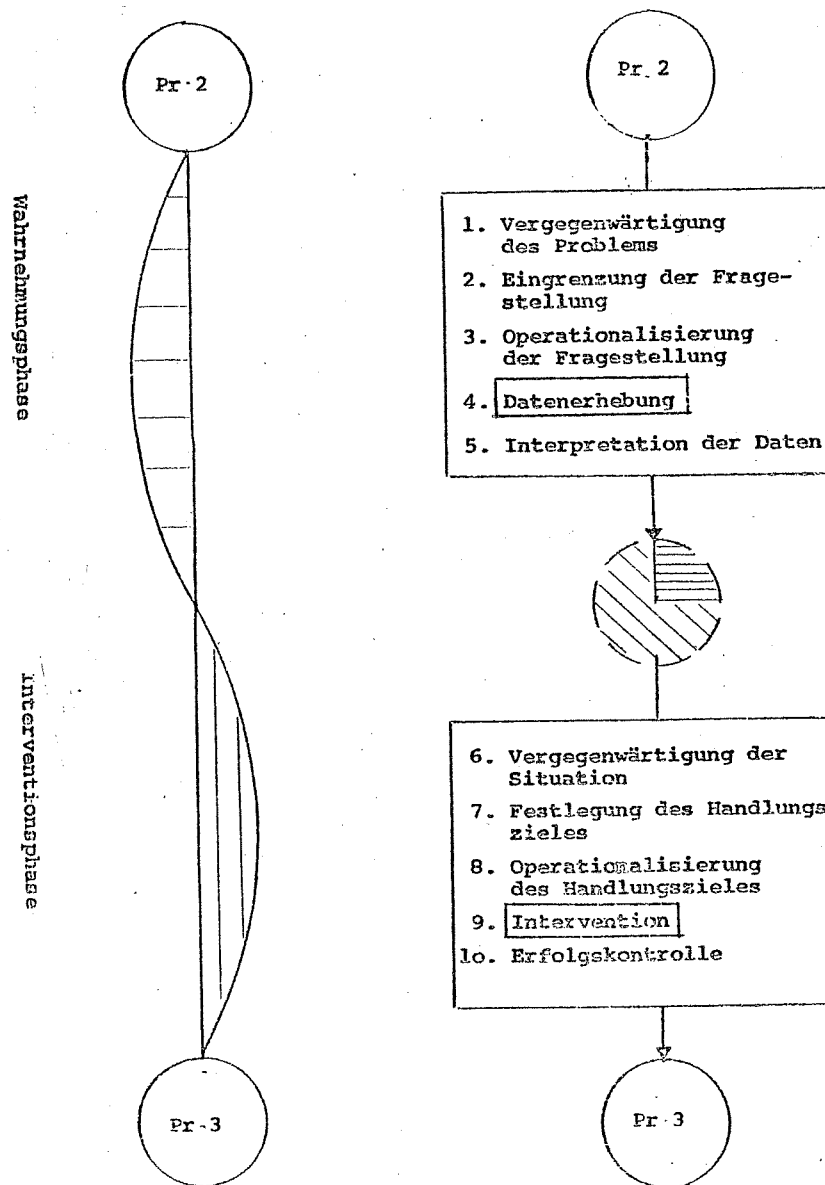 Pr. 2
Wahrnehmungsphase
Interventionsphase
Pr. 3
Pr. 2
1. Vergegenwärtigung
des Problems
2. Eingrenzung der Frage-
stellung
3. Operationalisierung
der Fragestellung
4. Datenerhebung
5. Interpretation der Daten
6. Vergegenwärtigung der
Situation
7. Festlegung des Handlungs
zieles
8. Operationalisierung
des Handlungszieles
9. Intervention
lo. Erfolgskontrolle
Pr. 3